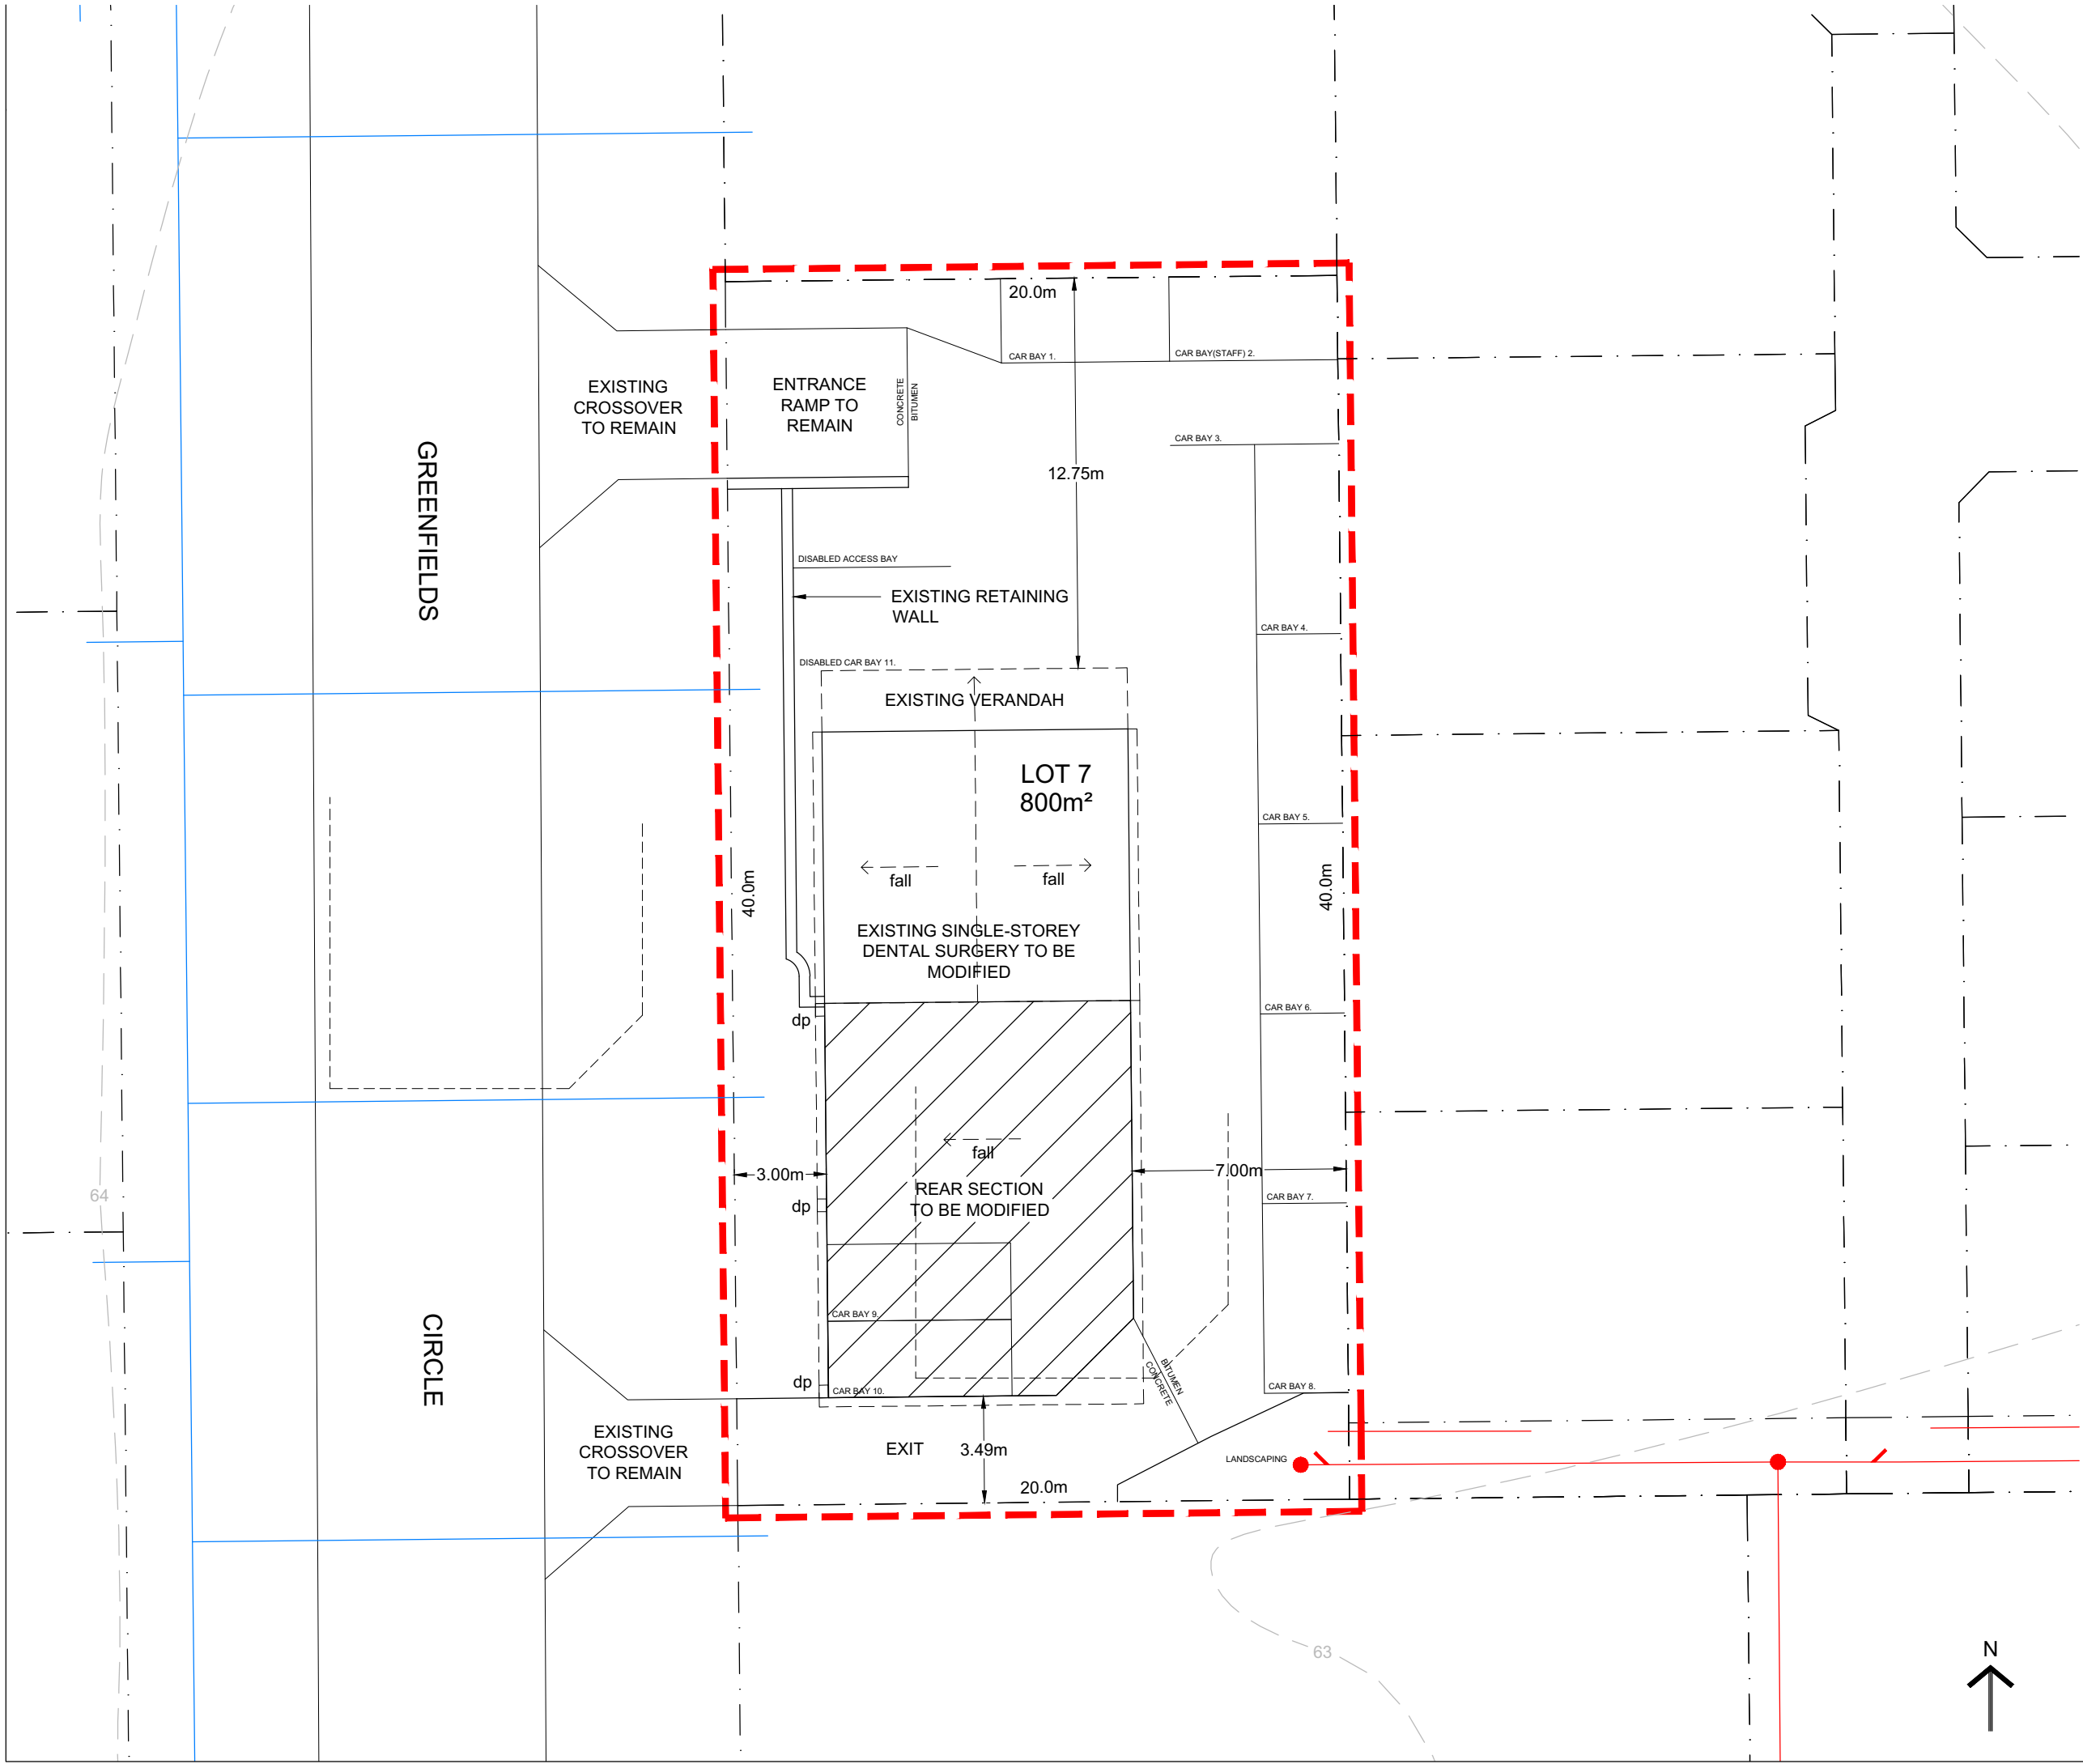 20.0m
CAR BAY 1.
CAR BAY(STAFF) 2.
EXISTING
CROSSOVER
TO REMAIN
ENTRANCE
RAMP TO
REMAIN
CONCRETE
BITUMEN
CAR BAY 3.
GREENFIELDS
12.75m
DISABLED ACCESS BAY
EXISTING RETAINING
WALL
CAR BAY 4.
DISABLED CAR BAY 11.
EXISTING VERANDAH
LOT 7
800m²
CAR BAY 5.
fall
fall
40.0m
40.0m
EXISTING SINGLE-STOREY
DENTAL SURGERY TO BE
MODIFIED
CAR BAY 6.
dp
fall
3.00m
7.00m
REAR SECTION
TO BE MODIFIED
64
CAR BAY 7.
dp
CAR BAY 9.
CIRCLE
dp
CAR BAY 10.
BITUMEN
CONCRETE
CAR BAY 8.
EXISTING
CROSSOVER
TO REMAIN
EXIT
3.49m
LANDSCAPING
20.0m
63
N